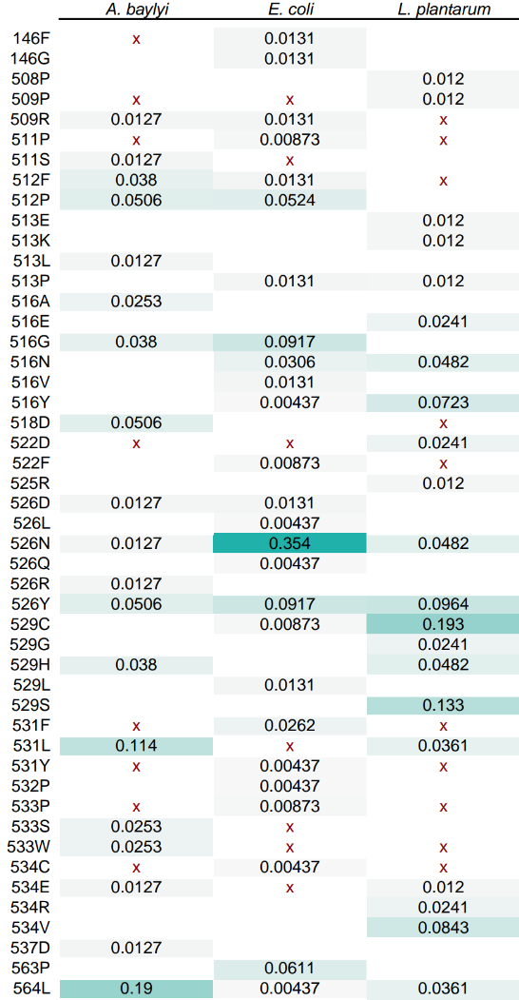 A. baylyi E. coli L. plantarum
146F x 0.0131
146G 0.0131
508P 0.012
509P x x 0.012
509R 0.0127 0.0131 x
511P x 0.00873 x
511S 0.0127 x
512F 0.038 0.0131 x
512P 0.0506 0.0524
513E 0.012
513K 0.012
513L 0.0127
513P 0.0131 0.012
516A 0.0253
516E 0.0241
516G 0.038 0.0917
516N 0.0306 0.0482
516V 0.0131
516Y 0.00437 0.0723
518D 0.0506 x
522D x x 0.0241
522F 0.00873 x
525R 0.012
526D 0.0127 0.0131
526L 0.00437
526N 0.0127 0.354 0.0482
526Q 0.00437
526R 0.0127
526Y 0.0506 0.0917 0.0964
529C 0.00873 0.193
529G 0.0241
529H 0.038 0.0482
529L 0.0131
529S 0.133
531F x 0.0262 x
531L 0.114 x 0.0361
531Y x 0.00437 x
532P 0.00437
533P x 0.00873 x
533S 0.0253 x
533W 0.0253 x x
534C x 0.00437 x
534E 0.0127 x 0.012
534R 0.0241
534V 0.0843
537D 0.0127
563P 0.0611
564L 0.19 0.00437 0.0361